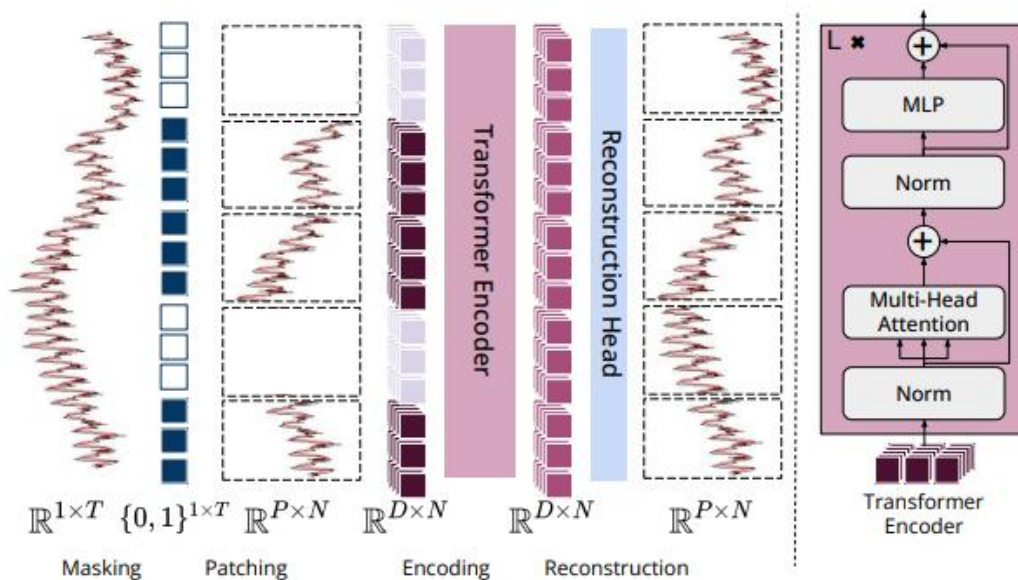 Transformer Encoder
Reconstruction Head
ℝ^{1×T} {0, 1}^{1×T} ℝ^{P×N} ℝ^{D×N} ℝ^{D×N} ℝ^{P×N}
Masking Patching Encoding Reconstruction
L ✖
+
MLP
Norm
+
Multi-Head
Attention
Norm
Transformer
Encoder